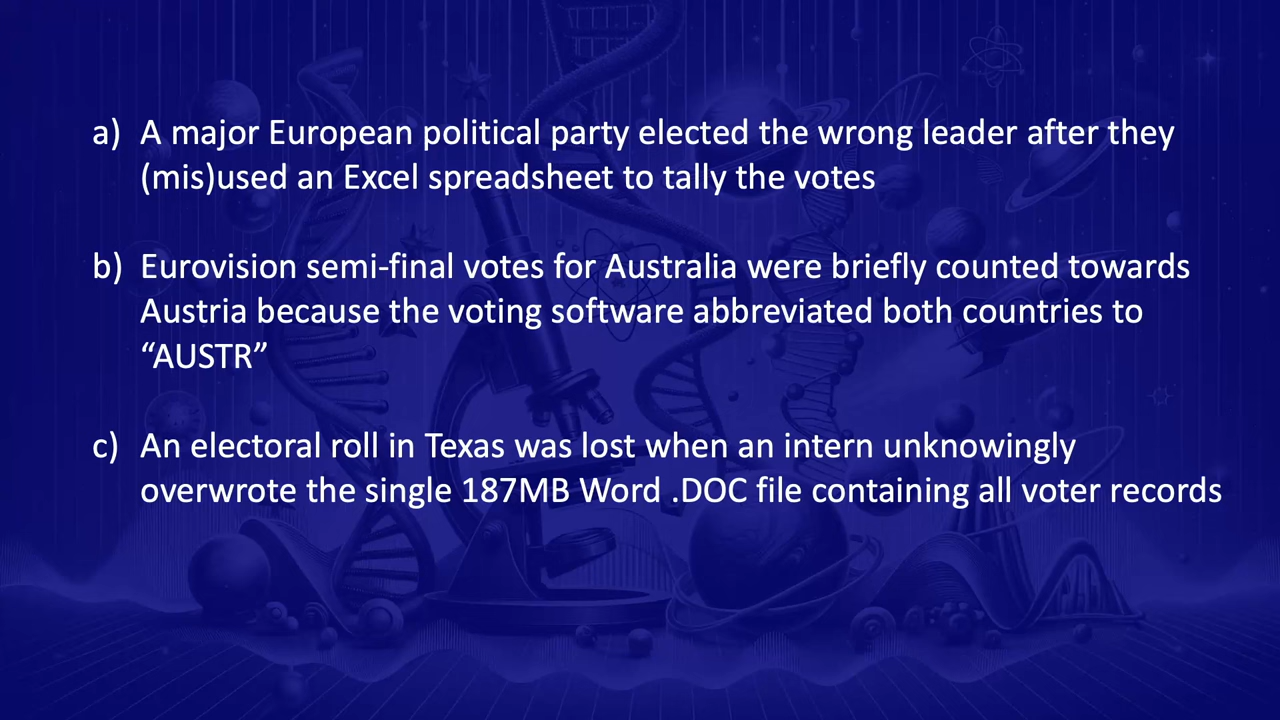 a) A major European political party elected the wrong leader after they
(mis)used an Excel spreadsheet to tally the votes
b) Eurovision semi-final votes for Australia were briefly counted towards
Austria because the voting software abbreviated both countries to
“AUSTR”
c) An electoral roll in Texas was lost when an intern unknowingly
overwrote the single 187MB Word .DOC file containing all voter records